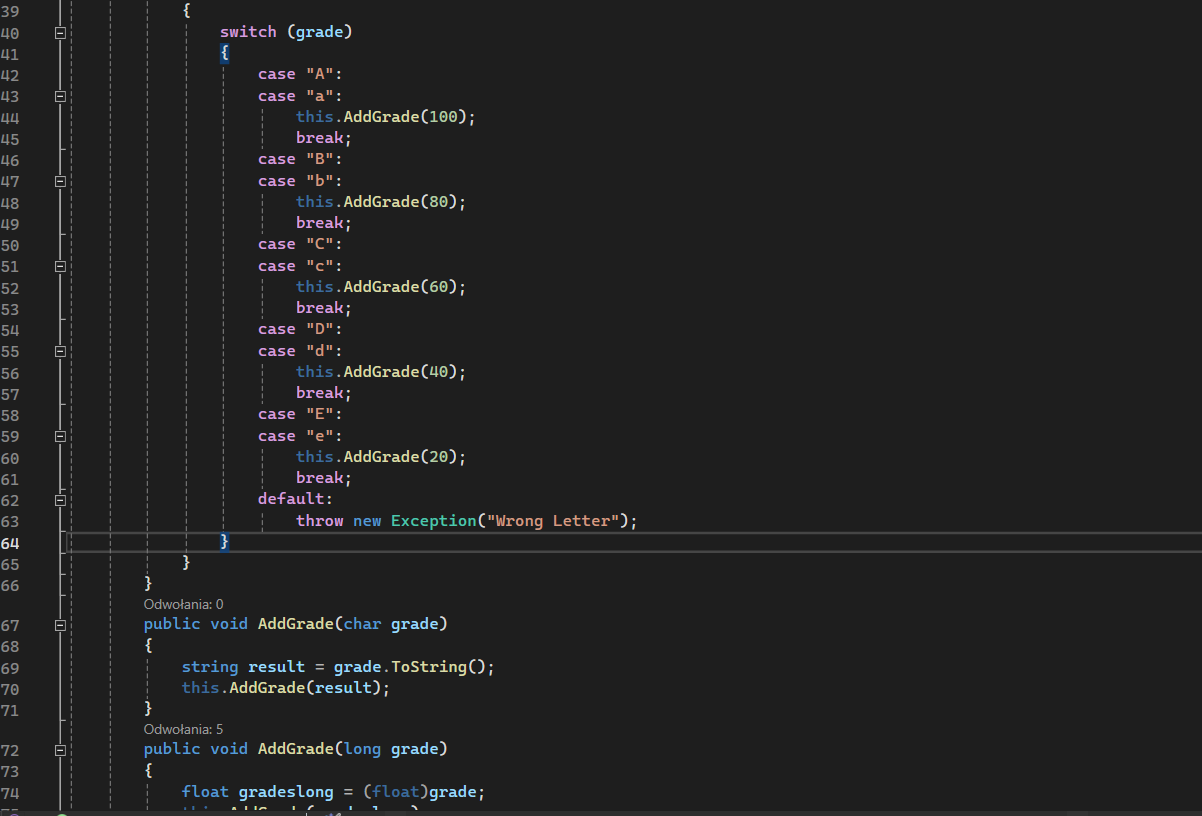 39 {
40 switch (grade)
41 {
42 case "A":
43 case "a":
44 this.AddGrade(100);
45 break;
46 case "B":
47 case "b":
48 this.AddGrade(80);
49 break;
50 case "C":
51 case "c":
52 this.AddGrade(60);
53 break;
54 case "D":
55 case "d":
56 this.AddGrade(40);
57 break;
58 case "E":
59 case "e":
60 this.AddGrade(20);
61 break;
62 default:
63 throw new Exception("Wrong Letter");
64 }
65 }
66 }
Odwołania: 0
67 public void AddGrade(char grade)
68 {
69 string result = grade.ToString();
70 this.AddGrade(result);
71 }
Odwołania: 5
72 public void AddGrade(long grade)
73 {
74 float gradeslong = (float)grade;